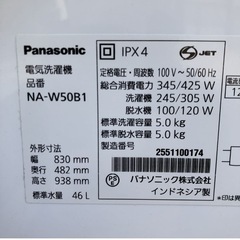 Panasonic
電気洗濯機
品番
NA-W50B1
外形寸法
幅 830 mm
奥行 482 mm
高さ 938 mm
標準水量 46 L
IPX4
JET
定格電圧・周波数 100 V～50/60 Hz
総合消費電力 345/425 W
洗濯 245/305 W
脱水 100/120 W
標準洗濯容量 5.0 kg
標準脱水容量 5.0 kg
製造番号
2551100174
PS
E
パナソニック株式会社
インドネシア製